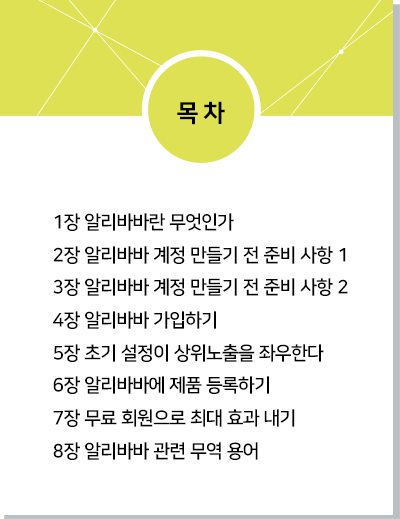 목차
1장 알리바바란 무엇인가
2장 알리바바 계정 만들기 전 준비 사항 1
3장 알리바바 계정 만들기 전 준비 사항 2
4장 알리바바 가입하기
5장 초기 설정이 상위노출을 좌우한다
6장 알리바바에 제품 등록하기
7장 무료 회원으로 최대 효과 내기
8장 알리바바 관련 무역 용어